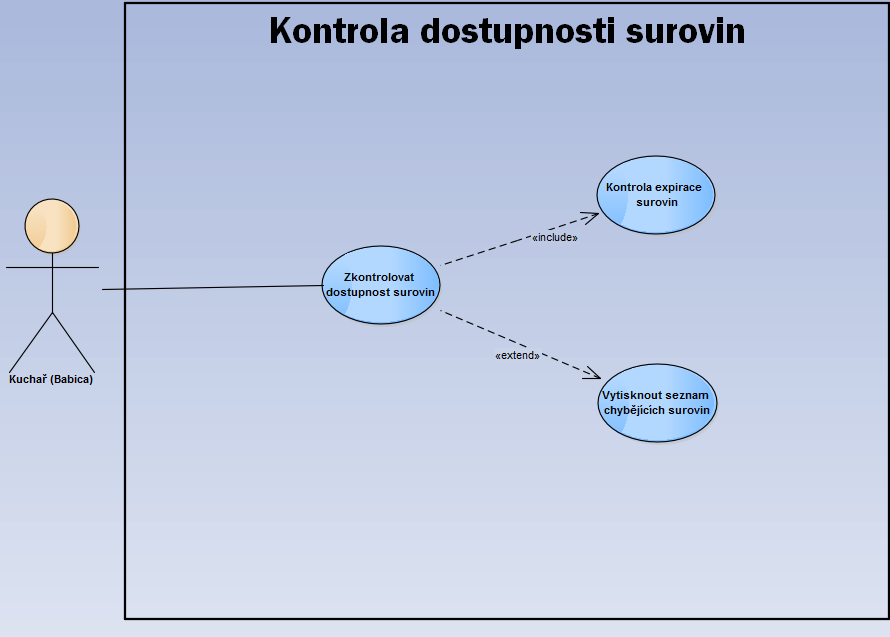 Kontrola dostupnosti surovin
Kontrola expirace
surovin
«include»
Zkontrolovat
dostupnost surovin
«extend»
Kuchař (Babica)
Vytisknout seznam
chybějících surovin